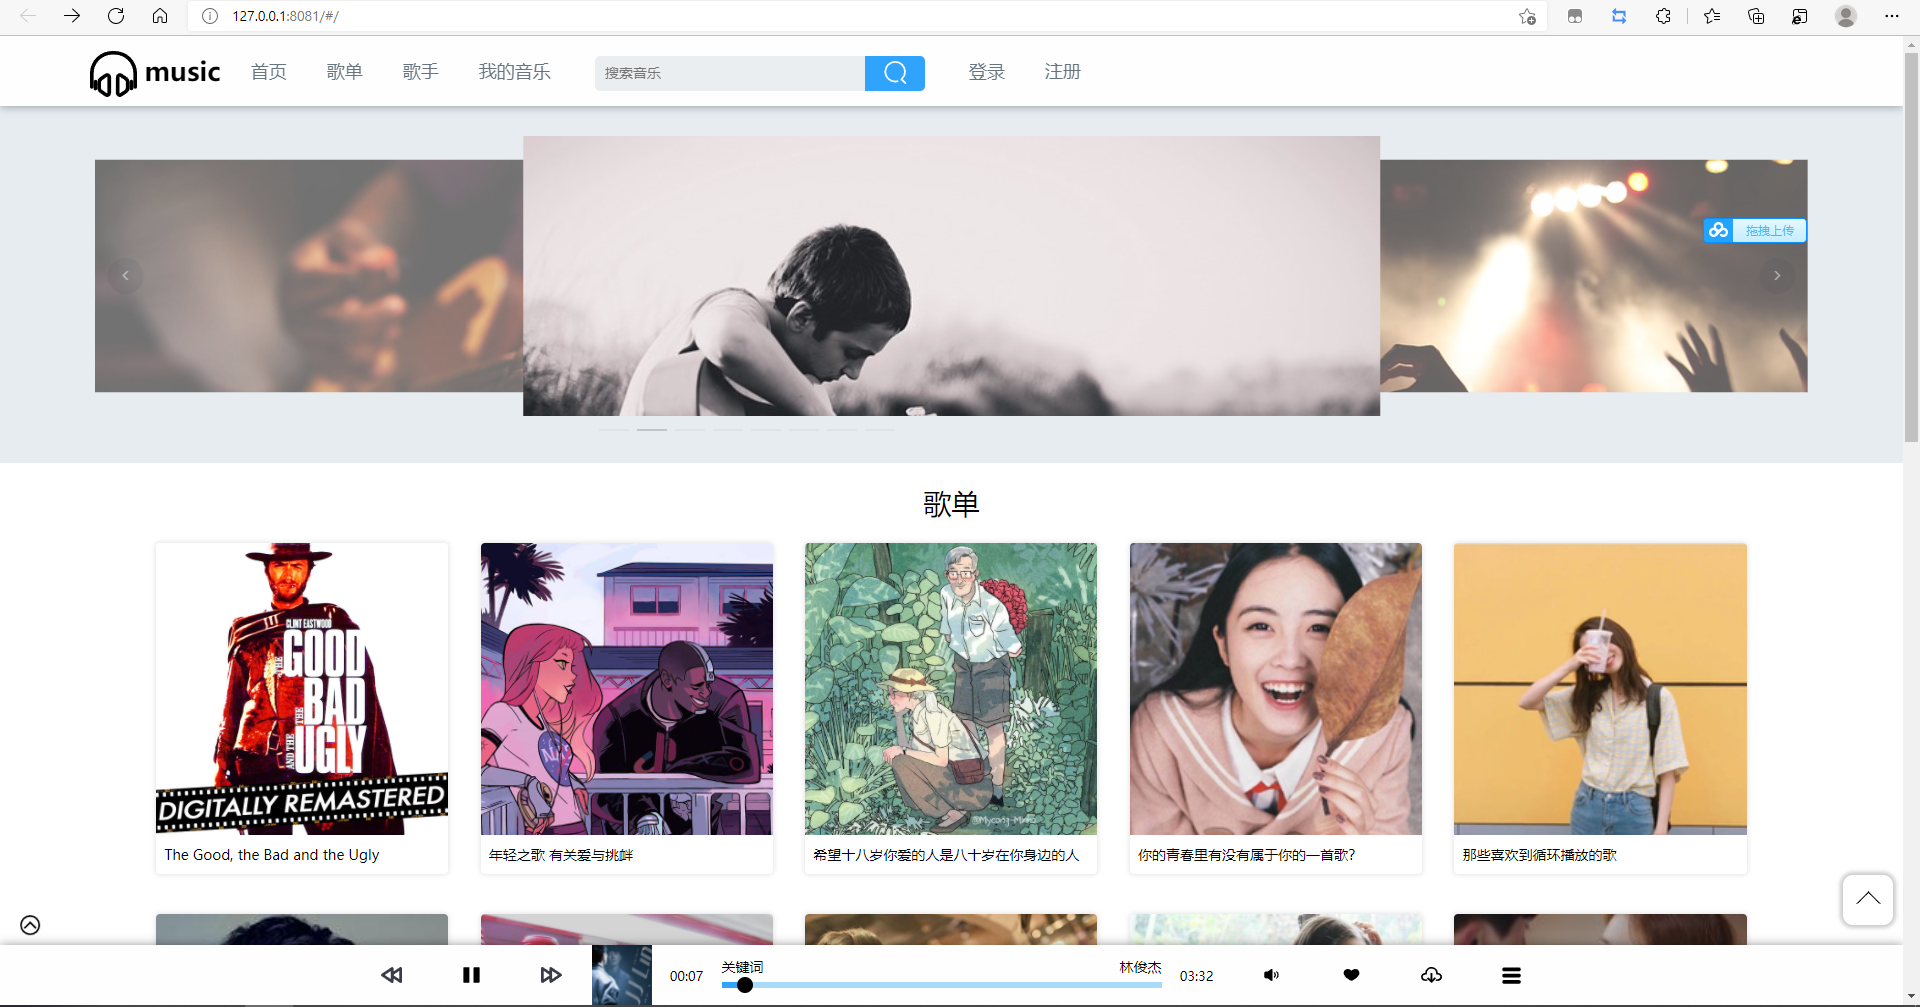 127.0.0.1:8081/#/
music
首页
歌单
歌手
我的音乐
搜索音乐
登录
注册
拖拽上传
歌单
CLINT EASTWOOD
THE GOOD
THE BAD
AND THE UGLY
DIGITALLY REMASTERED
@Mycong-Minho
The Good, the Bad and the Ugly
年轻之歌 有关爱与挑衅
希望十八岁你爱的人是八十岁在你身边的人
你的青春里有没有属于你的一首歌？
那些喜欢到循环播放的歌
00:07
关键词
林俊杰
03:32